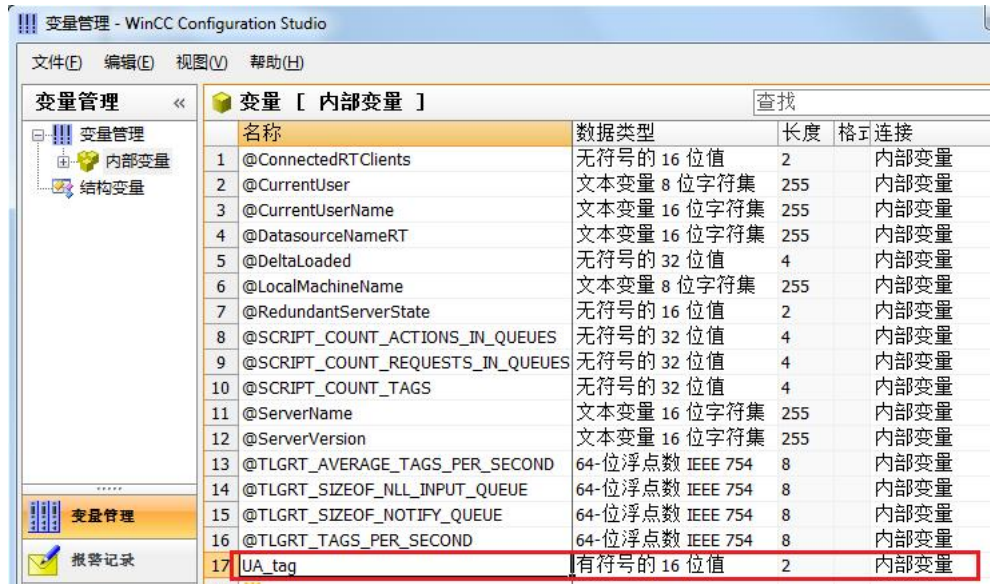 变量管理 - WinCC Configuration Studio
文件(F) 编辑(E) 视图(V) 帮助(H)
变量管理 «
变量管理
内部变量
结构变量
变量 [ 内部变量 ] 查找
名称 数据类型 长度 格式 连接
1 @ConnectedRTClients 无符号的 16 位值 2 内部变量
2 @CurrentUser 文本变量 8 位字符集 255 内部变量
3 @CurrentUserName 文本变量 16 位字符集 255 内部变量
4 @DatasourceNameRT 文本变量 16 位字符集 255 内部变量
5 @DeltaLoaded 无符号的 32 位值 4 内部变量
6 @LocalMachineName 文本变量 8 位字符集 255 内部变量
7 @RedundantServerState 无符号的 16 位值 2 内部变量
8 @SCRIPT_COUNT_ACTIONS_IN_QUEUES 无符号的 32 位值 4 内部变量
9 @SCRIPT_COUNT_REQUESTS_IN_QUEUES 无符号的 32 位值 4 内部变量
10 @SCRIPT_COUNT_TAGS 无符号的 32 位值 4 内部变量
11 @ServerName 文本变量 16 位字符集 255 内部变量
12 @ServerVersion 文本变量 16 位字符集 255 内部变量
13 @TLGRT_AVERAGE_TAGS_PER_SECOND 64-位浮点数 IEEE 754 8 内部变量
14 @TLGRT_SIZEOF_NLL_INPUT_QUEUE 64-位浮点数 IEEE 754 8 内部变量
15 @TLGRT_SIZEOF_NOTIFY_QUEUE 64-位浮点数 IEEE 754 8 内部变量
16 @TLGRT_TAGS_PER_SECOND 64-位浮点数 IEEE 754 8 内部变量
17 UA_tag 有符号的 16 位值 2 内部变量
变量管理
报警记录